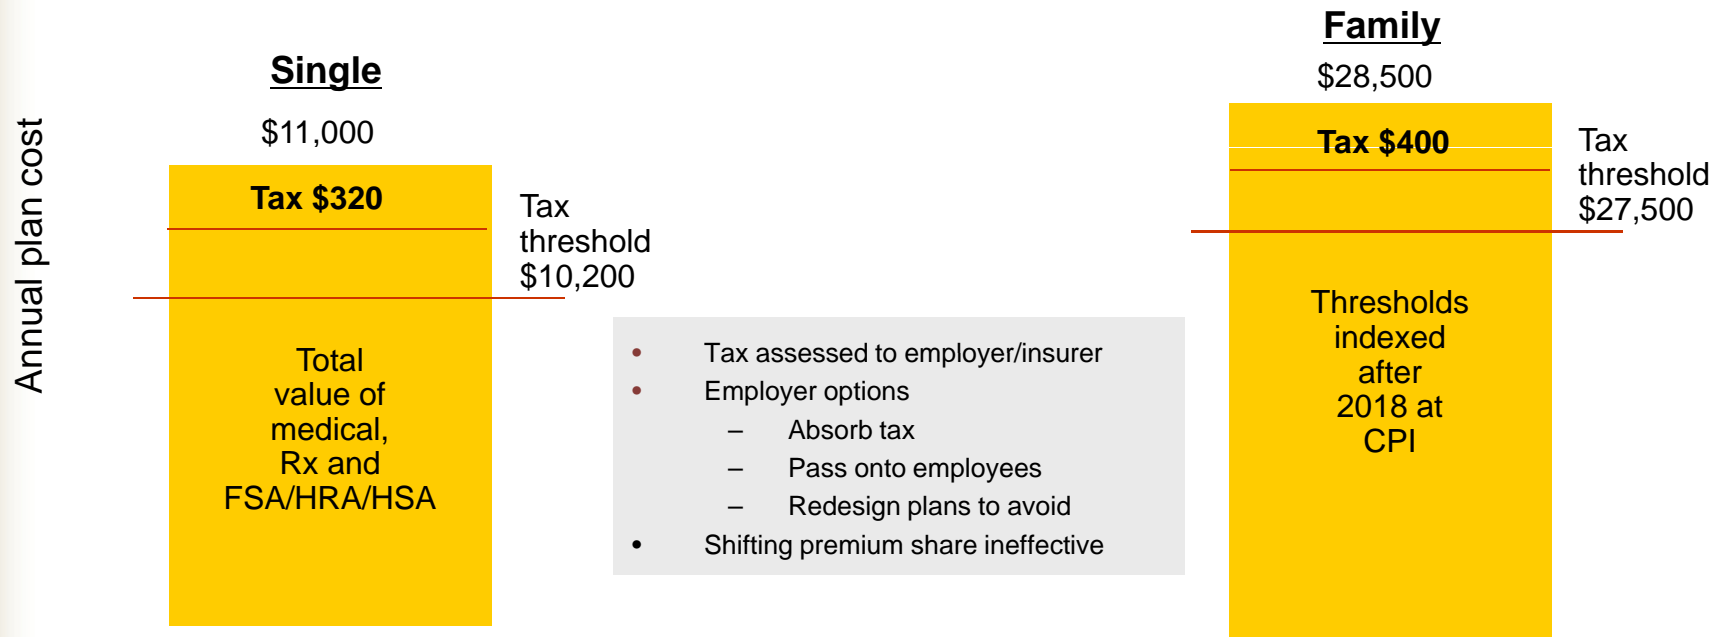 Annual plan cost
Single
$11,000
Tax $320
Tax
threshold
$10,200
Total
value of
medical,
Rx and
FSA/HRA/HSA
• Tax assessed to employer/insurer
• Employer options
– Absorb tax
– Pass onto employees
– Redesign plans to avoid
• Shifting premium share ineffective
Family
$28,500
Tax $400
Tax
threshold
$27,500
Thresholds
indexed
after
2018 at
CPI